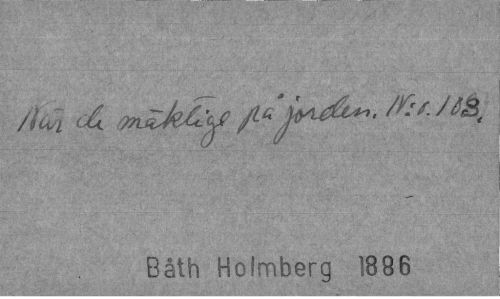 När de mäktige på jorden. N:o. 103.
Båth Holmberg 1886